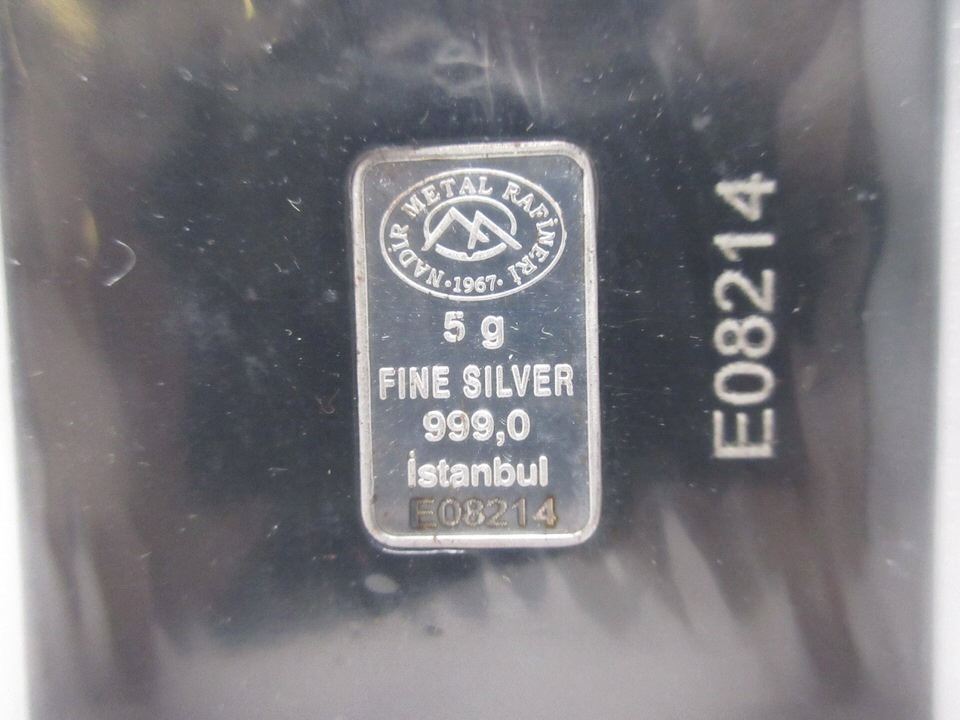 NADİR METAL RAFİNERİ
·1967·
5 g
FINE SILVER
999,0
İstanbul
E08214
E08214